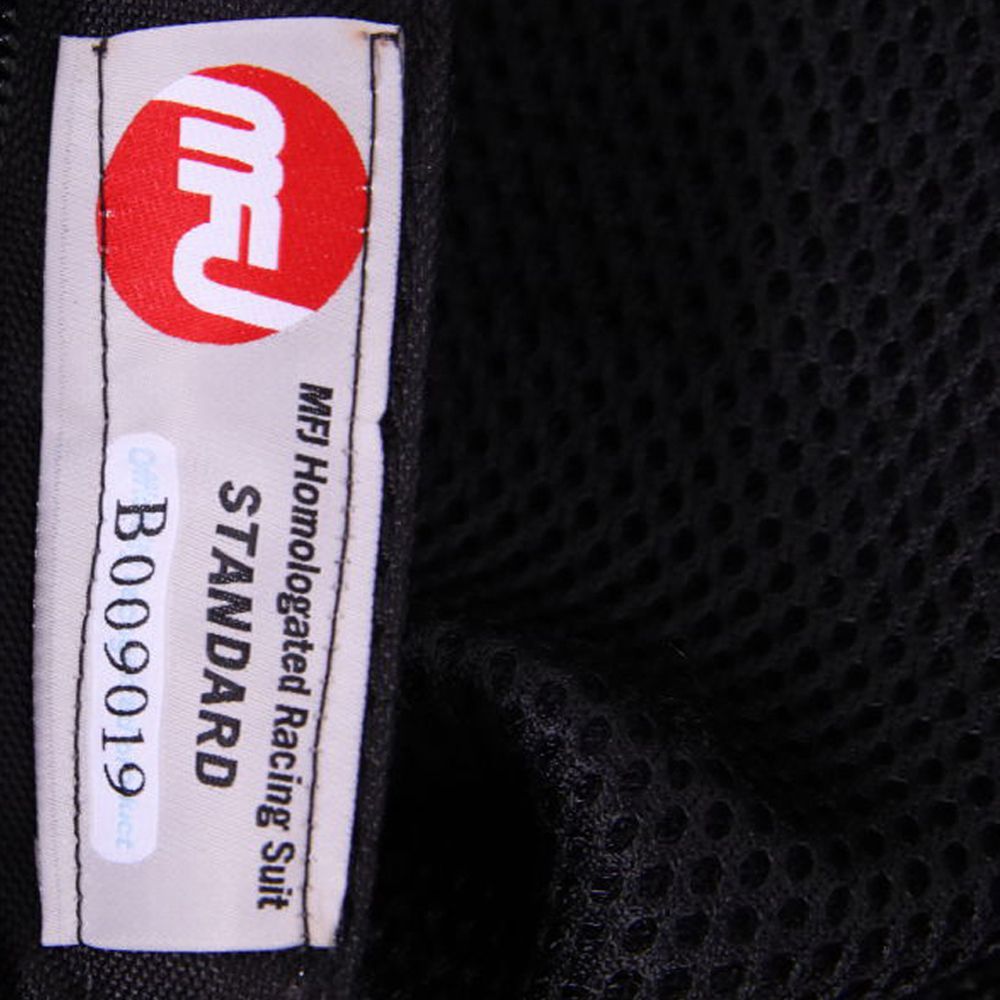 MFJ
MFJ Homologated Racing Suit
STANDARD
B009019